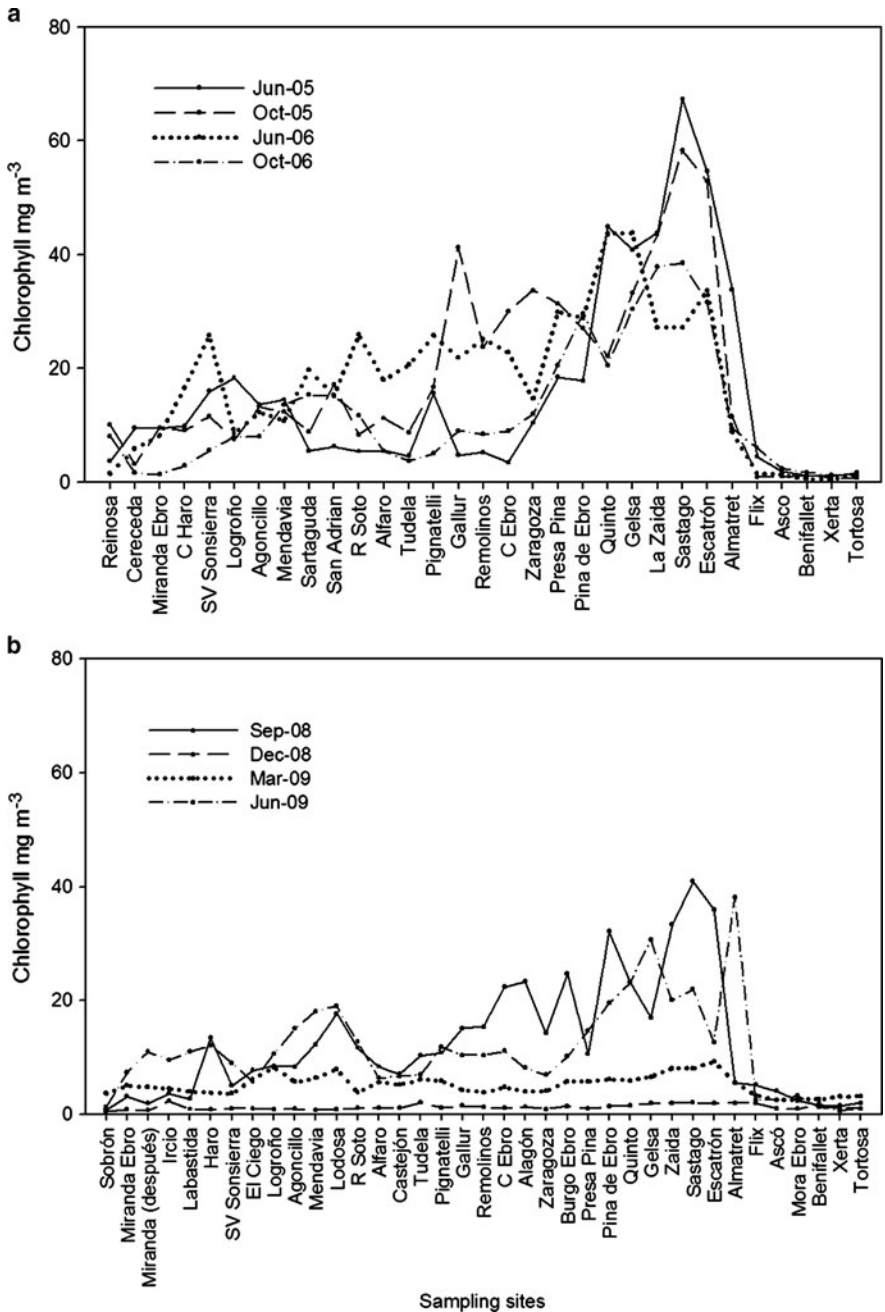 a
80
60
40
20
0
Chlorophyll mg m⁻³
Jun-05
Oct-05
Jun-06
Oct-06
Reinosa
Cereceda
Miranda Ebro
C Haro
SV Sonsierra
Logroño
Agoncillo
Mendavia
Sartaguda
San Adrian
R Soto
Alfaro
Tudela
Pignatelli
Gallur
Remolinos
C Ebro
Zaragoza
Presa Pina
Pina de Ebro
Quinto
Gelsa
La Zaida
Sastago
Escatrón
Almatret
Flix
Asco
Benifallet
Xerta
Tortosa
b
80
60
40
20
0
Chlorophyll mg m⁻³
Sep-08
Dec-08
Mar-09
Jun-09
Sobrón
Miranda Ebro
Miranda (después)
Ircio
Labastida
Haro
SV Sonsierra
El Ciego
Logroño
Agoncillo
Mendavia
Lodosa
R Soto
Alfaro
Castejón
Tudela
Pignatelli
Gallur
Remolinos
C Ebro
Alagón
Zaragoza
Burgo Ebro
Presa Pina
Pina de Ebro
Quinto
Gelsa
Zaida
Sastago
Escatrón
Almatret
Flix
Ascó
Mora Ebro
Benifallet
Xerta
Tortosa
Sampling sites